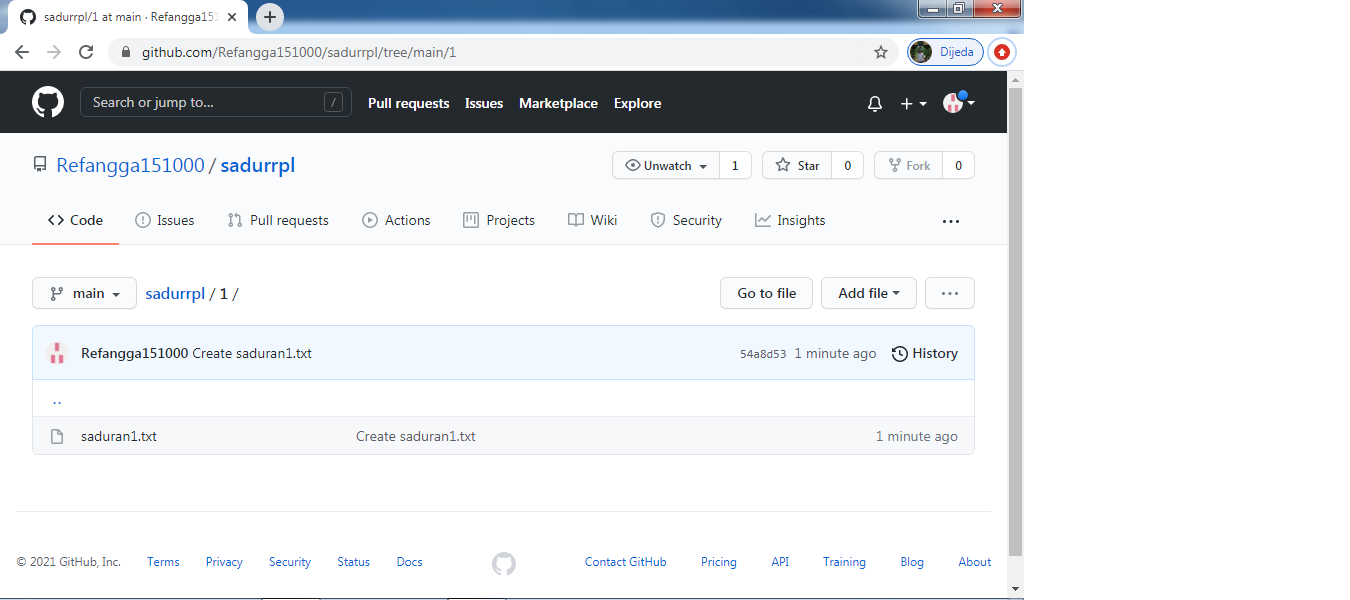 sadurrpl/1 at main · Refangga151
github.com/Refangga151000/sadurrpl/tree/main/1
Dijeda
Search or jump to... /
Pull requests Issues Marketplace Explore
Refangga151000 / sadurrpl
Unwatch 1 Star 0 Fork 0
Code Issues Pull requests Actions Projects Wiki Security Insights ...
main sadurrpl / 1 / Go to file Add file ...
Refangga151000 Create saduran1.txt 54a8d53 1 minute ago History
..
saduran1.txt Create saduran1.txt 1 minute ago
© 2021 GitHub, Inc. Terms Privacy Security Status Docs Contact GitHub Pricing API Training Blog About